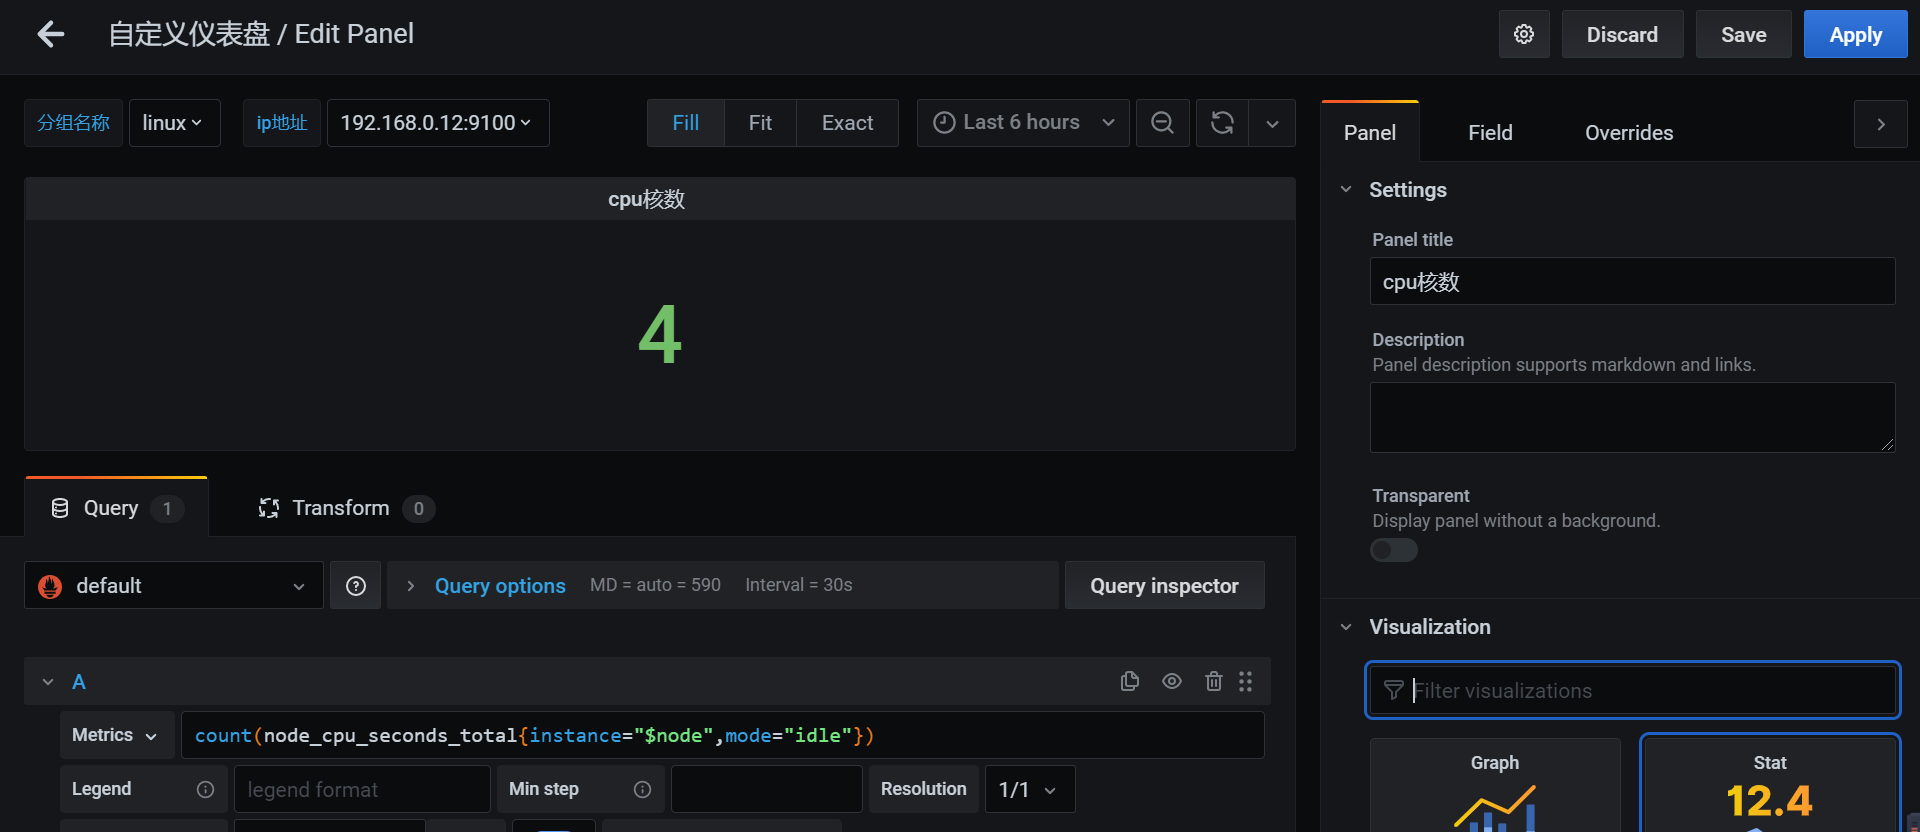 自定义仪表盘 / Edit Panel
Discard
Save
Apply
分组名称
linux
ip地址
192.168.0.12:9100
Fill
Fit
Exact
Last 6 hours
Panel
Field
Overrides
cpu核数
4
Settings
Panel title
cpu核数
Description
Panel description supports markdown and links.
Transparent
Display panel without a background.
Query 1
Transform 0
default
Query options
MD = auto = 590
Interval = 30s
Query inspector
Visualization
Filter visualizations
A
Metrics
count(node_cpu_seconds_total{instance="$node",mode="idle"})
Legend
legend format
Min step
Resolution
1/1
Graph
Stat
12.4